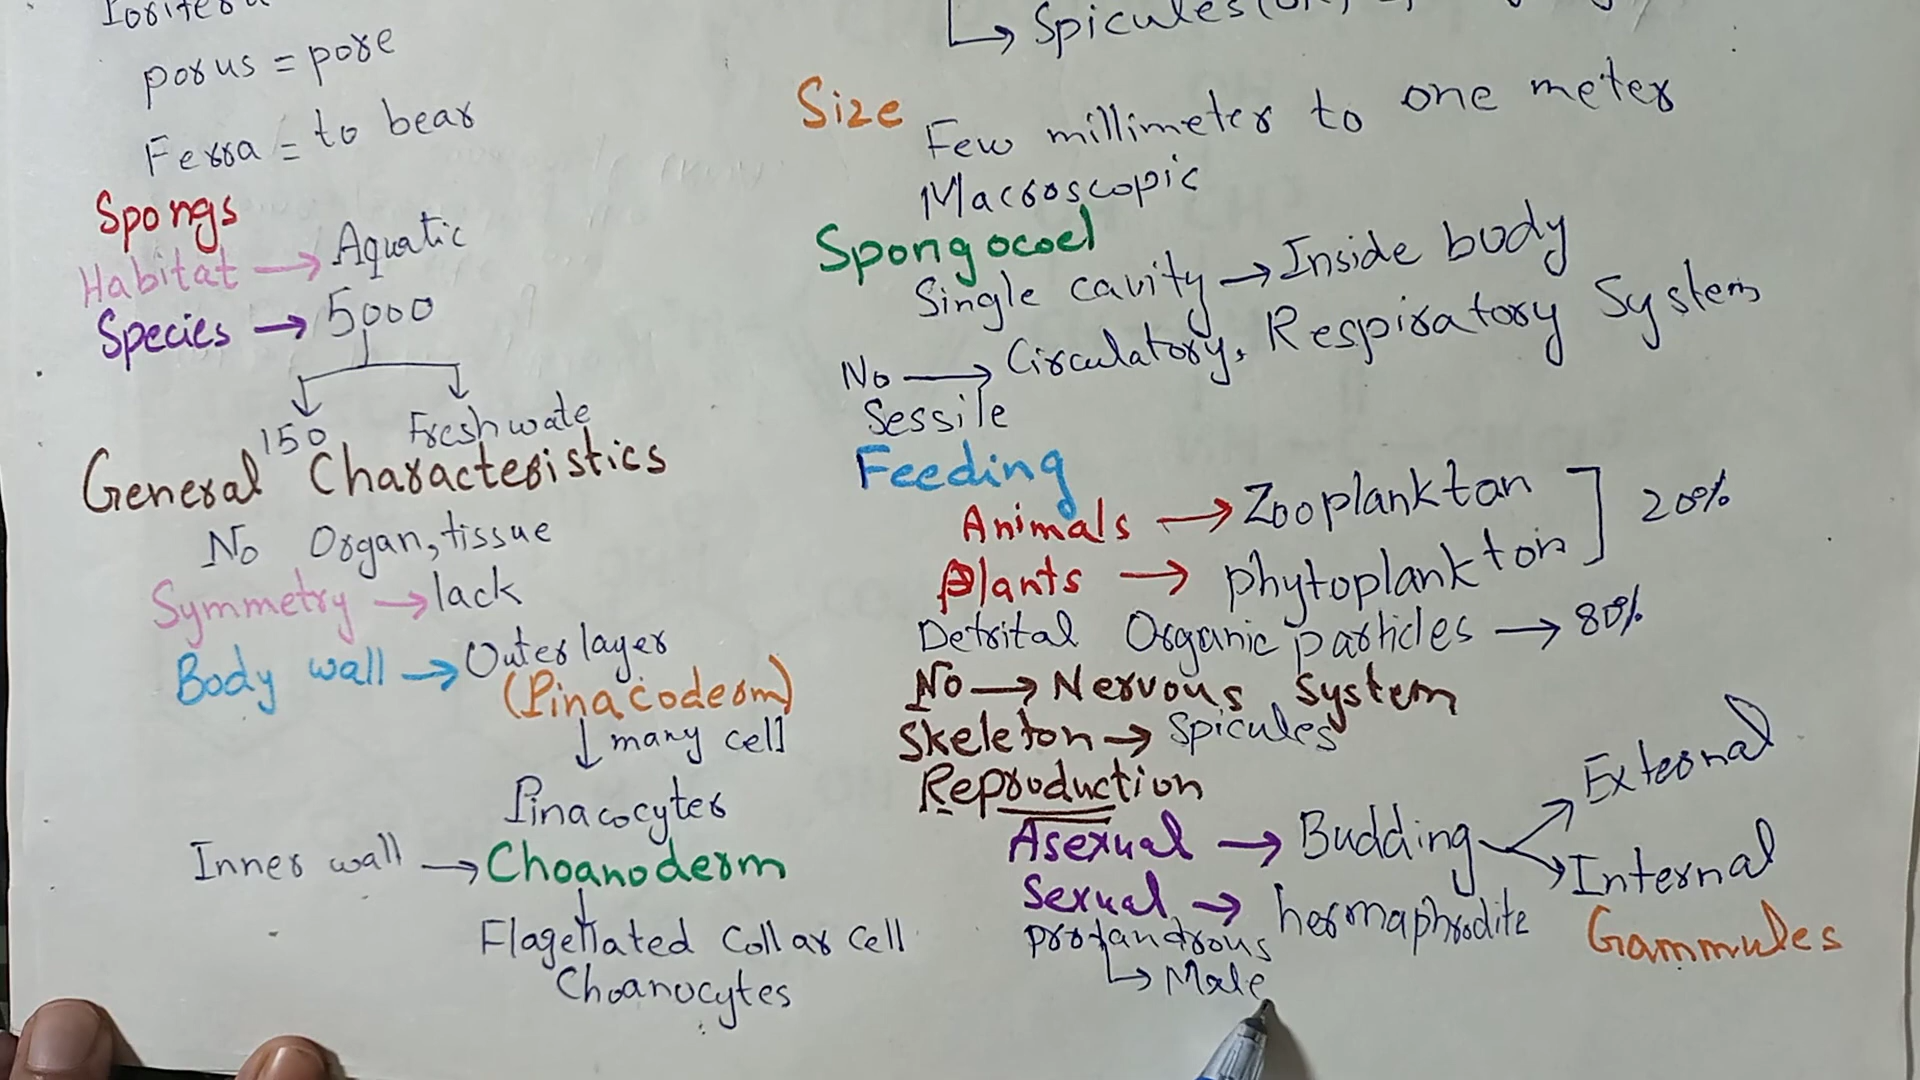 porus = pore
Ferra = to bear
Spongs
Habitat → Aquatic
Species → 5000
150 Freshwate
General Characteristics
No Organ, tissue
Symmetry → lack
Body wall → Outer layer
(Pinacoderm)
↓ many cell
Pinacocytes
Inner wall → Choanoderm
Flagellated Collar Cell
Choanocytes
↳ Spicules
Size
Few millimeter to one meter
Macroscopic
Spongocoel
Single cavity → Inside body
No → Circulatory, Respiratory System
Sessile
Feeding
Animals → Zooplanktan
Plants → phytoplankton ] 20%
Detrital Organic particles → 80%
No → Nervous System
Skeleton → Spicules
Reproduction
Asexual → Budding
External
Internal
Gammules
Sexual → hermaphrodite
protandrous
↳ Male